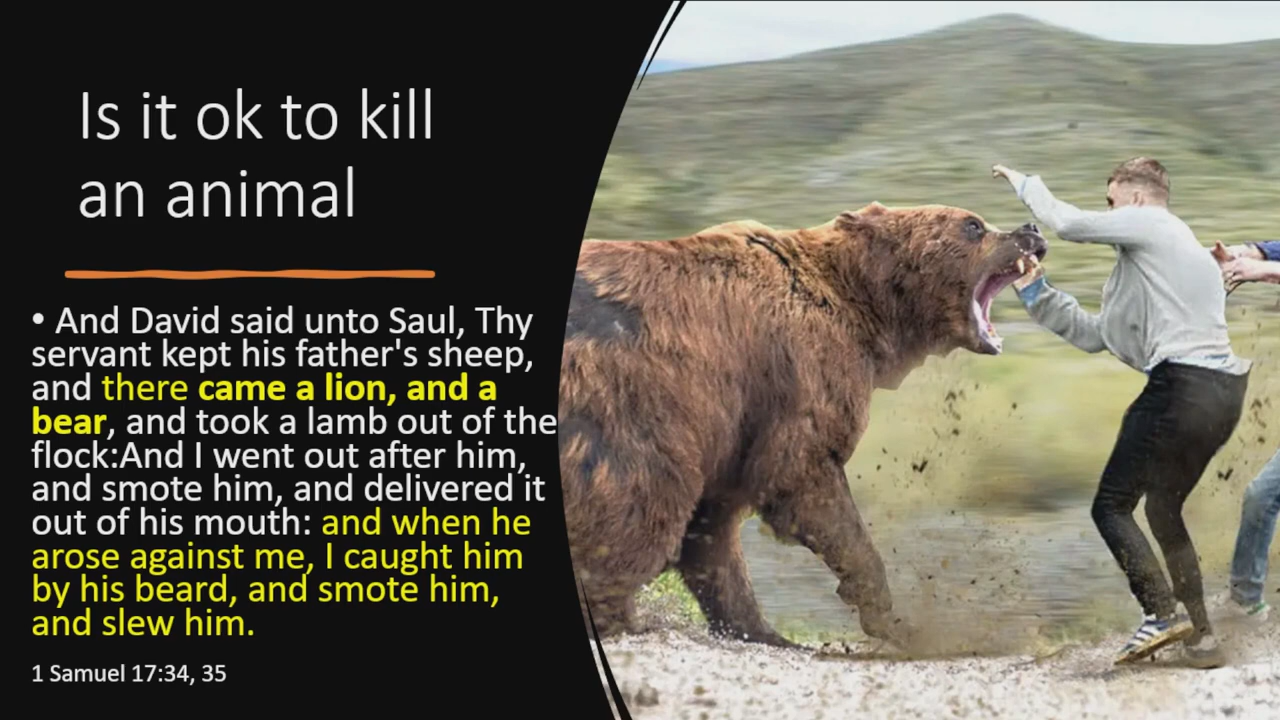 Is it ok to kill
an animal
• And David said unto Saul, Thy
servant kept his father's sheep,
and there came a lion, and a
bear, and took a lamb out of the
flock:And I went out after him,
and smote him, and delivered it
out of his mouth: and when he
arose against me, I caught him
by his beard, and smote him,
and slew him.
1 Samuel 17:34, 35